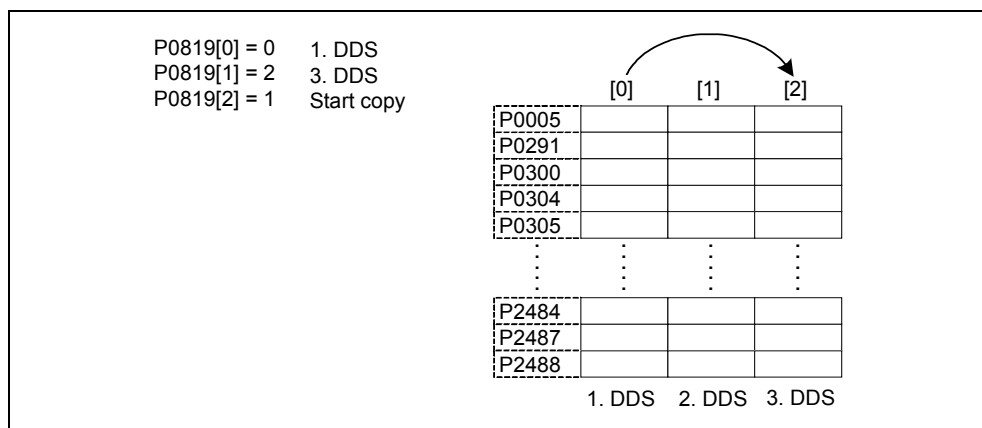 P0819[0] = 0 1. DDS
P0819[1] = 2 3. DDS
P0819[2] = 1 Start copy
[0] [1] [2]
P0005
P0291
P0300
P0304
P0305
P2484
P2487
P2488
1. DDS 2. DDS 3. DDS